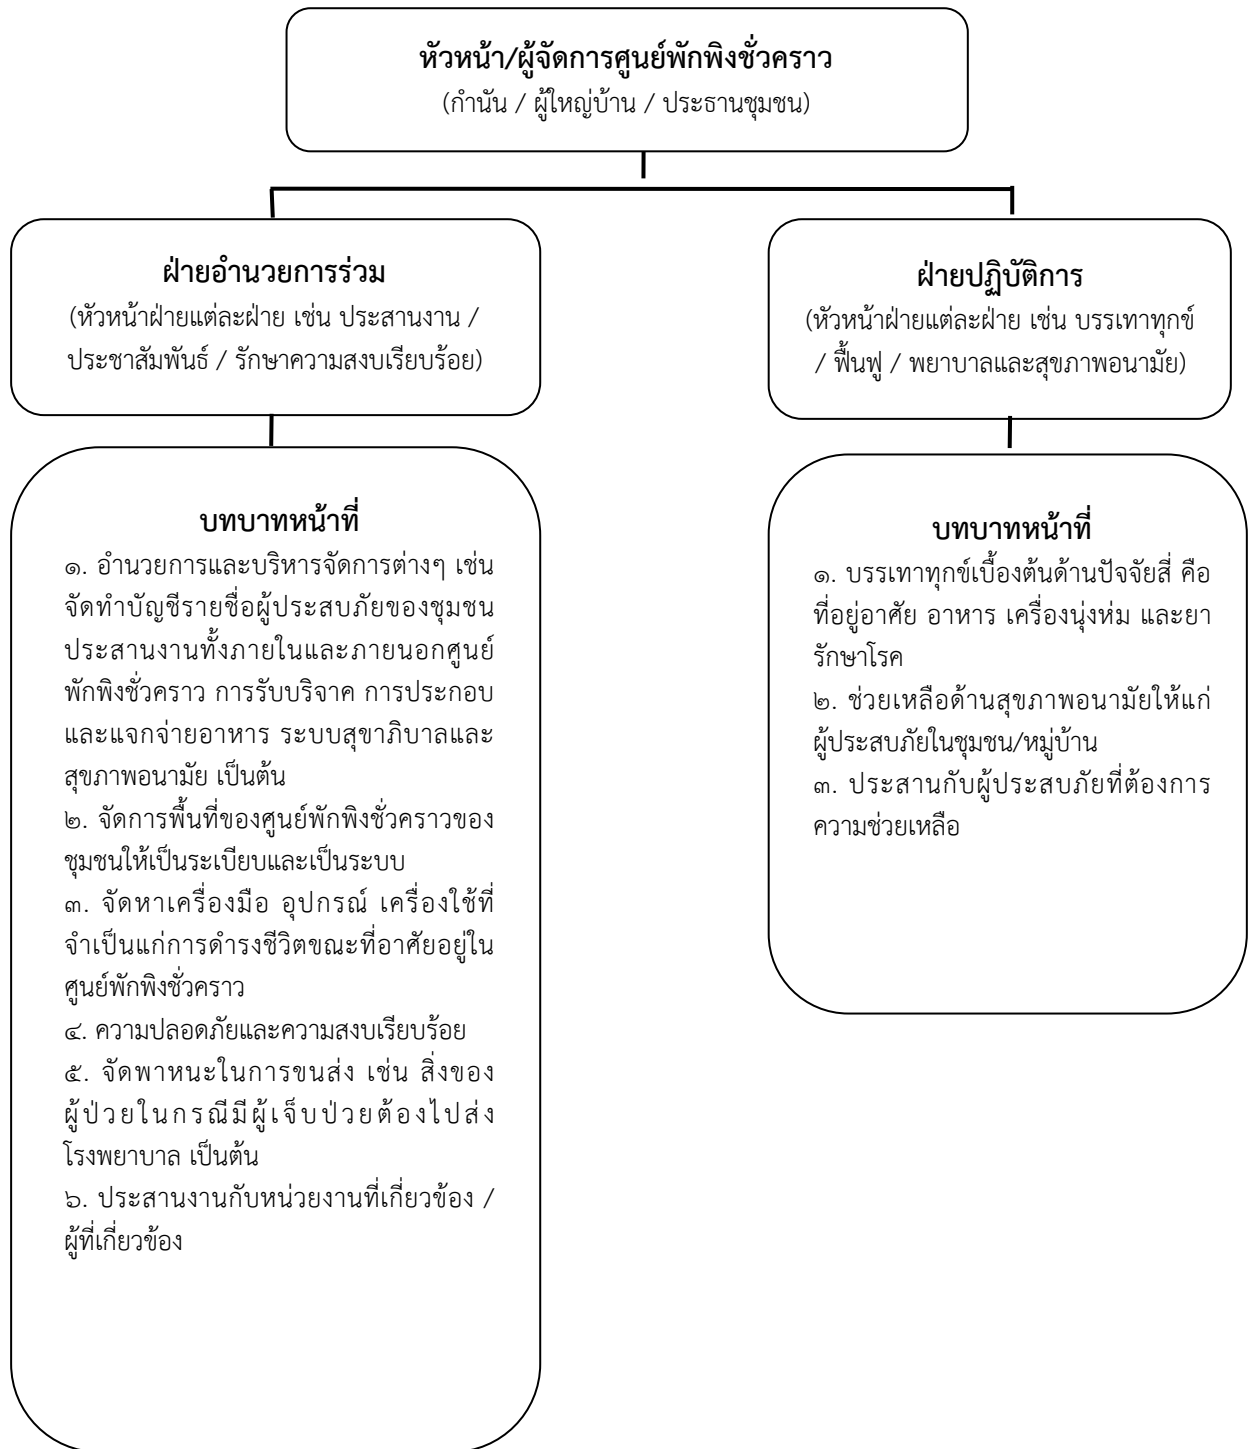 หัวหน้า/ผู้จัดการศูนย์พักพิงชั่วคราว
(กำนัน / ผู้ใหญ่บ้าน / ประธานชุมชน)
ฝ่ายอำนวยการร่วม
(หัวหน้าฝ่ายแต่ละฝ่าย เช่น ประสานงาน /
ประชาสัมพันธ์ / รักษาความสงบเรียบร้อย)
ฝ่ายปฏิบัติการ
(หัวหน้าฝ่ายแต่ละฝ่าย เช่น บรรเทาทุกข์
/ ฟื้นฟู / พยาบาลและสุขภาพอนามัย)
บทบาทหน้าที่
๑. อำนวยการและบริหารจัดการต่างๆ เช่น
จัดทำบัญชีรายชื่อผู้ประสบภัยของชุมชน
ประสานงานทั้งภายในและภายนอกศูนย์
พักพิงชั่วคราว การรับบริจาค การประกอบ
และแจกจ่ายอาหาร ระบบสุขาภิบาลและ
สุขภาพอนามัย เป็นต้น
๒. จัดการพื้นที่ของศูนย์พักพิงชั่วคราวของ
ชุมชนให้เป็นระเบียบและเป็นระบบ
๓. จัดหาเครื่องมือ อุปกรณ์ เครื่องใช้ที่
จำเป็นแก่การดำรงชีวิตขณะที่อาศัยอยู่ใน
ศูนย์พักพิงชั่วคราว
๔. ความปลอดภัยและความสงบเรียบร้อย
๕. จัดพาหนะในการขนส่ง เช่น สิ่งของ
ผู้ป่วยในกรณีมีผู้เจ็บป่วยต้องไปส่ง
โรงพยาบาล เป็นต้น
๖. ประสานงานกับหน่วยงานที่เกี่ยวข้อง /
ผู้ที่เกี่ยวข้อง
บทบาทหน้าที่
๑. บรรเทาทุกข์เบื้องต้นด้านปัจจัยสี่ คือ
ที่อยู่อาศัย อาหาร เครื่องนุ่งห่ม และยา
รักษาโรค
๒. ช่วยเหลือด้านสุขภาพอนามัยให้แก่
ผู้ประสบภัยในชุมชน/หมู่บ้าน
๓. ประสานกับผู้ประสบภัยที่ต้องการ
ความช่วยเหลือ